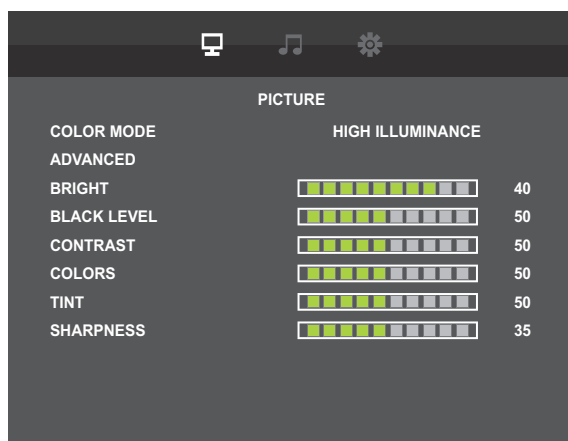 PICTURE
COLOR MODE HIGH ILLUMINANCE
ADVANCED
BRIGHT 40
BLACK LEVEL 50
CONTRAST 50
COLORS 50
TINT 50
SHARPNESS 35